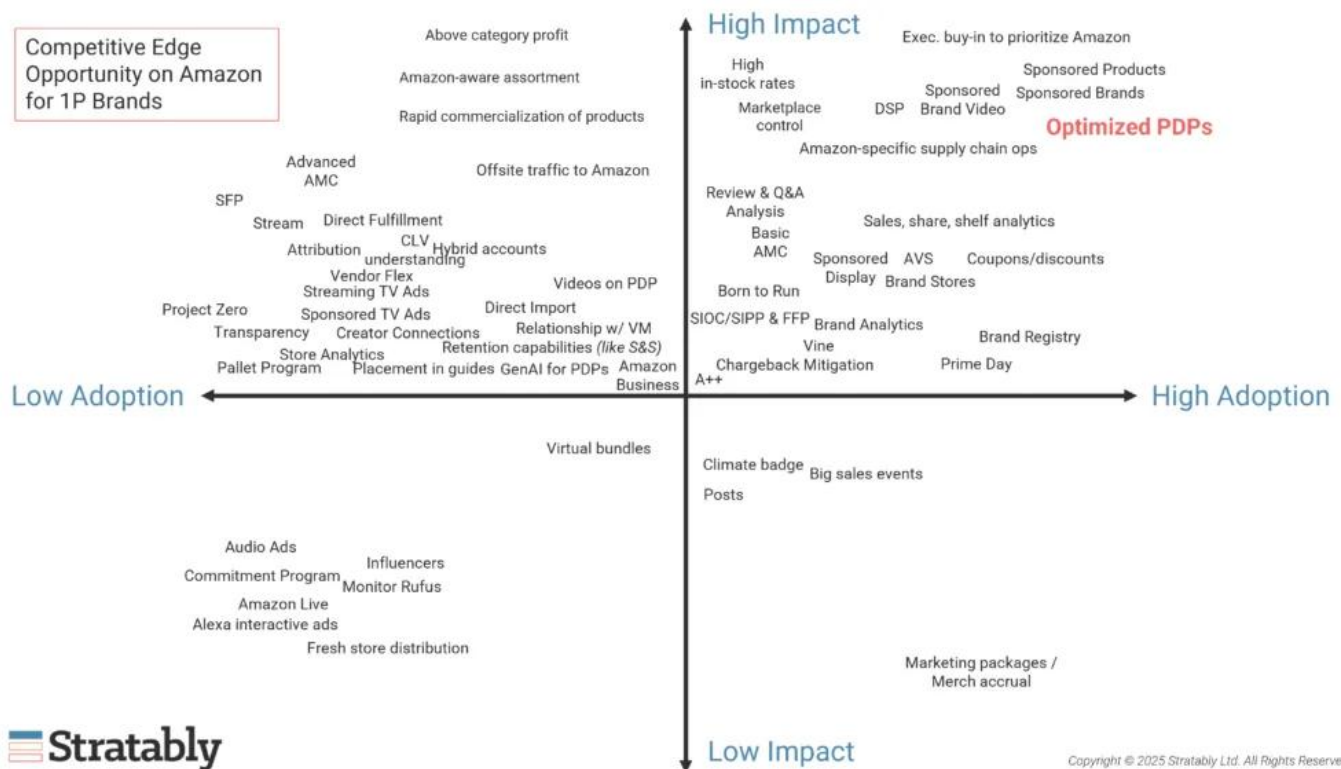 Competitive Edge
Opportunity on Amazon
for 1P Brands
High Impact
Above category profit
Amazon-aware assortment
Rapid commercialization of products
Advanced
AMC
Offsite traffic to Amazon
SFP
Stream
Direct Fulfillment
Attribution
CLV
understanding
Hybrid accounts
Vendor Flex
Streaming TV Ads
Videos on PDP
Project Zero
Sponsored TV Ads
Direct Import
Transparency
Creator Connections
Relationship w/ VM
Store Analytics
Retention capabilities (like S&S)
Pallet Program
Placement in guides
GenAI for PDPs
Amazon
Business
Exec. buy-in to prioritize Amazon
High
in-stock rates
Sponsored Products
Marketplace
control
DSP
Sponsored
Brand Video
Sponsored Brands
Optimized PDPs
Amazon-specific supply chain ops
Review & Q&A
Analysis
Sales, share, shelf analytics
Basic
AMC
Sponsored
Display
AVS
Coupons/discounts
Brand Stores
Born to Run
SIOC/SIPP & FFP
Brand Analytics
Vine
Brand Registry
Chargeback Mitigation
Prime Day
A++
Low Adoption
High Adoption
Virtual bundles
Climate badge
Big sales events
Posts
Audio Ads
Influencers
Commitment Program
Monitor Rufus
Amazon Live
Alexa interactive ads
Fresh store distribution
Marketing packages /
Merch accrual
Stratably
Low Impact
Copyright © 2025 Stratably Ltd. All Rights Reserve